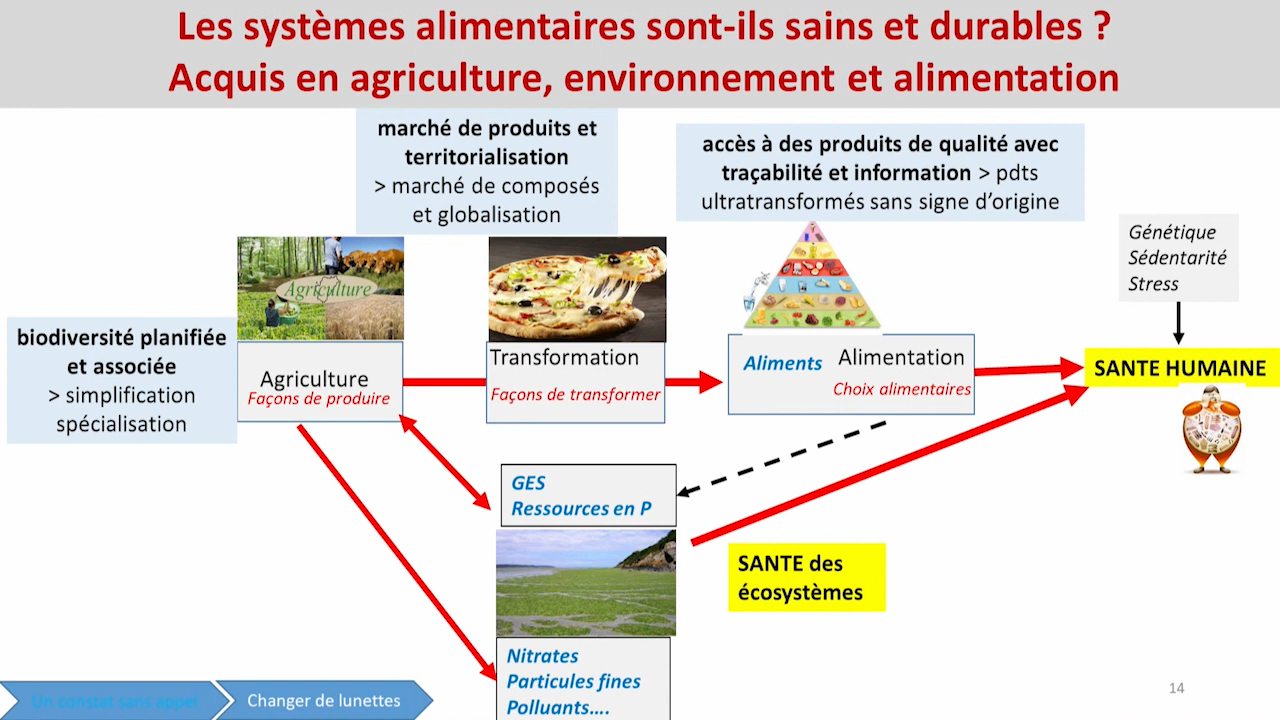 Les systèmes alimentaires sont-ils sains et durables ?
Acquis en agriculture, environnement et alimentation
marché de produits et
territorialisation
> marché de composés
et globalisation
accès à des produits de qualité avec
traçabilité et information > pdts
ultratransformés sans signe d’origine
Génétique
Sédentarité
Stress
Agriculture
biodiversité planifiée
et associée
> simplification
spécialisation
Agriculture
Façons de produire
Transformation
Façons de transformer
Aliments Alimentation
Choix alimentaires
SANTE HUMAINE
GES
Ressources en P
SANTE des
écosystèmes
Nitrates
Particules fines
Polluants….
Un constat sans appel
Changer de lunettes
14